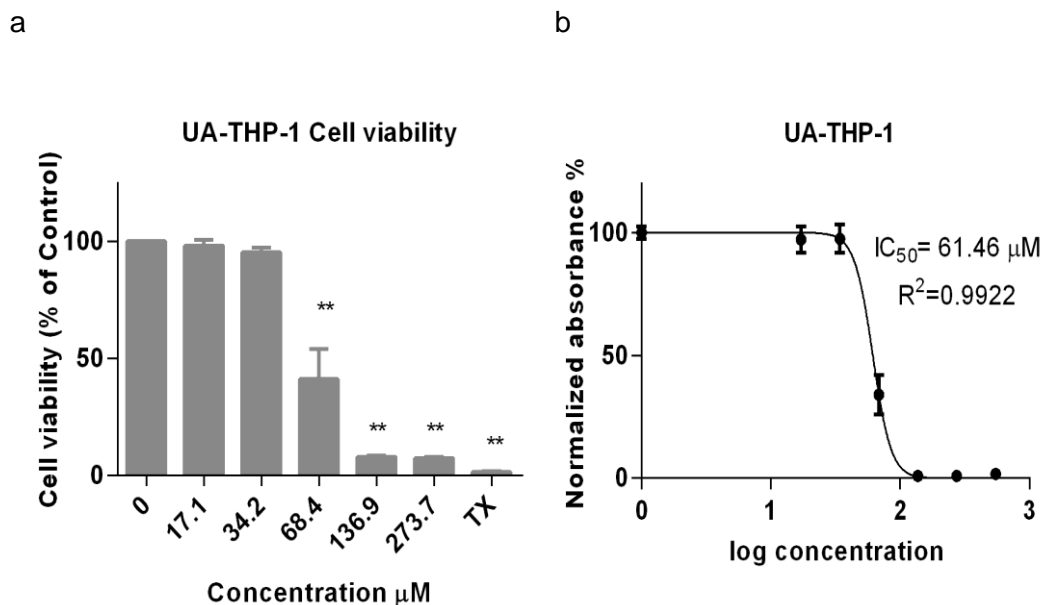 a
UA-THP-1 Cell viability
Cell viability (% of Control)
100
50
0
**
**
**
**
0
17.1
34.2
68.4
136.9
273.7
TX
Concentration μM
b
UA-THP-1
Normalized absorbance %
100
50
0
IC₅₀= 61.46 μM
R²=0.9922
0
1
2
3
log concentration